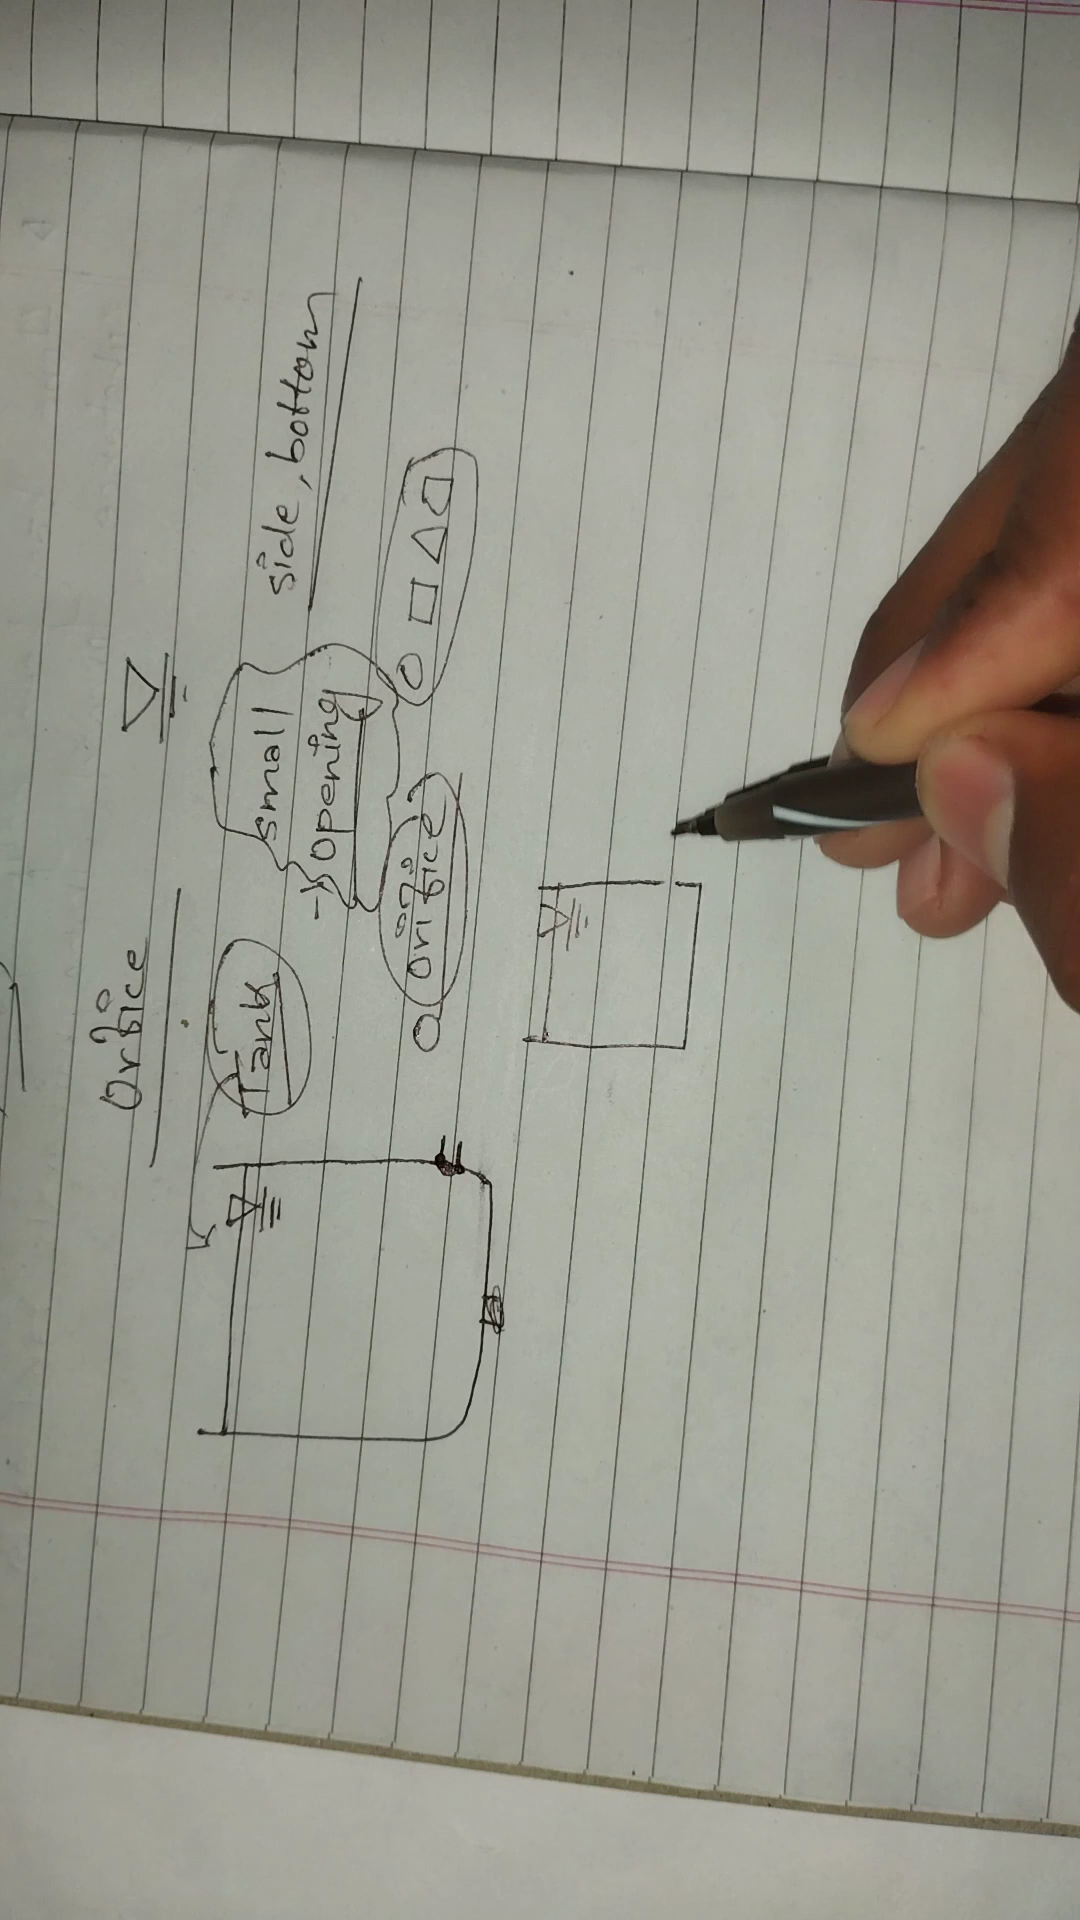 Orifice
Tank
small
→ opening
side, bottom
Orifice